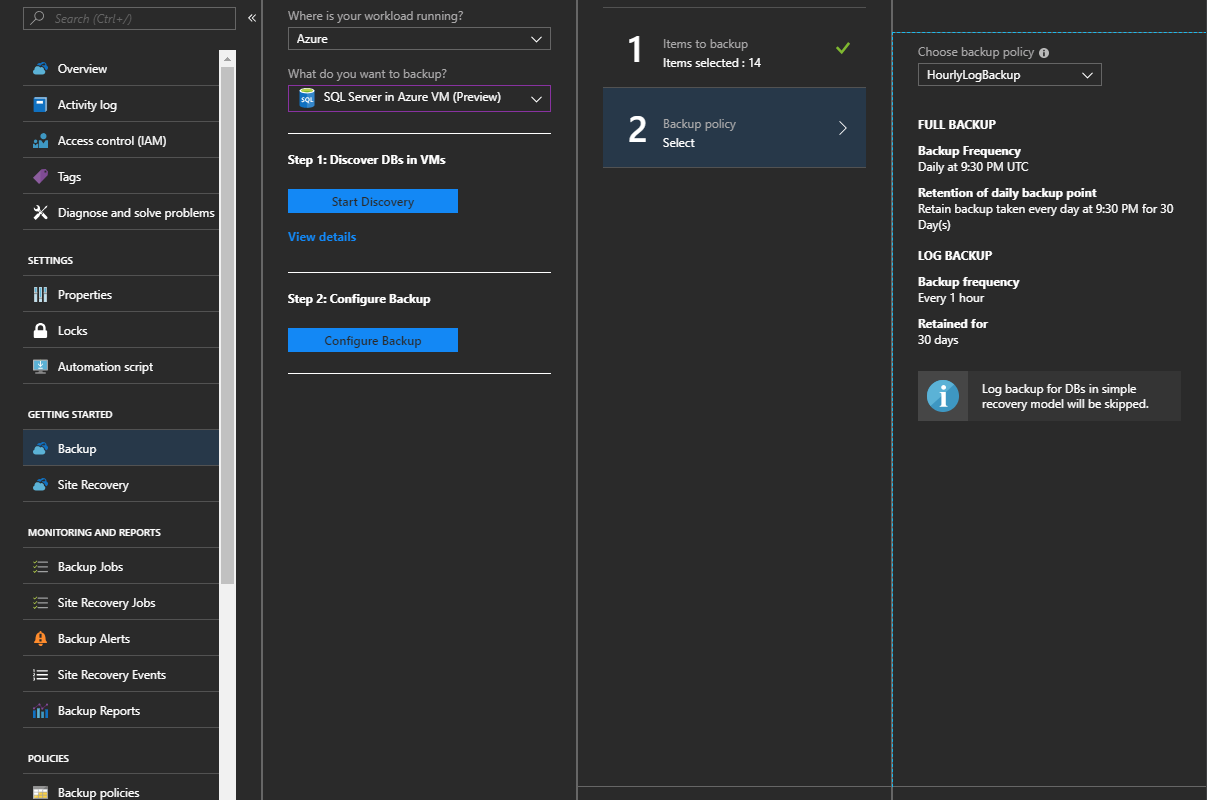 Search (Ctrl+/)
«
Overview
Activity log
Access control (IAM)
Tags
Diagnose and solve problems
SETTINGS
Properties
Locks
Automation script
GETTING STARTED
Backup
Site Recovery
MONITORING AND REPORTS
Backup Jobs
Site Recovery Jobs
Backup Alerts
Site Recovery Events
Backup Reports
POLICIES
Backup policies
Where is your workload running?
Azure
What do you want to backup?
SQL
SQL Server in Azure VM (Preview)
Step 1: Discover DBs in VMs
Start Discovery
View details
Step 2: Configure Backup
Configure Backup
1
Items to backup
Items selected : 14
2
Backup policy
Select
Choose backup policy
HourlyLogBackup
FULL BACKUP
Backup Frequency
Daily at 9:30 PM UTC
Retention of daily backup point
Retain backup taken every day at 9:30 PM for 30
Day(s)
LOG BACKUP
Backup frequency
Every 1 hour
Retained for
30 days
Log backup for DBs in simple
recovery model will be skipped.